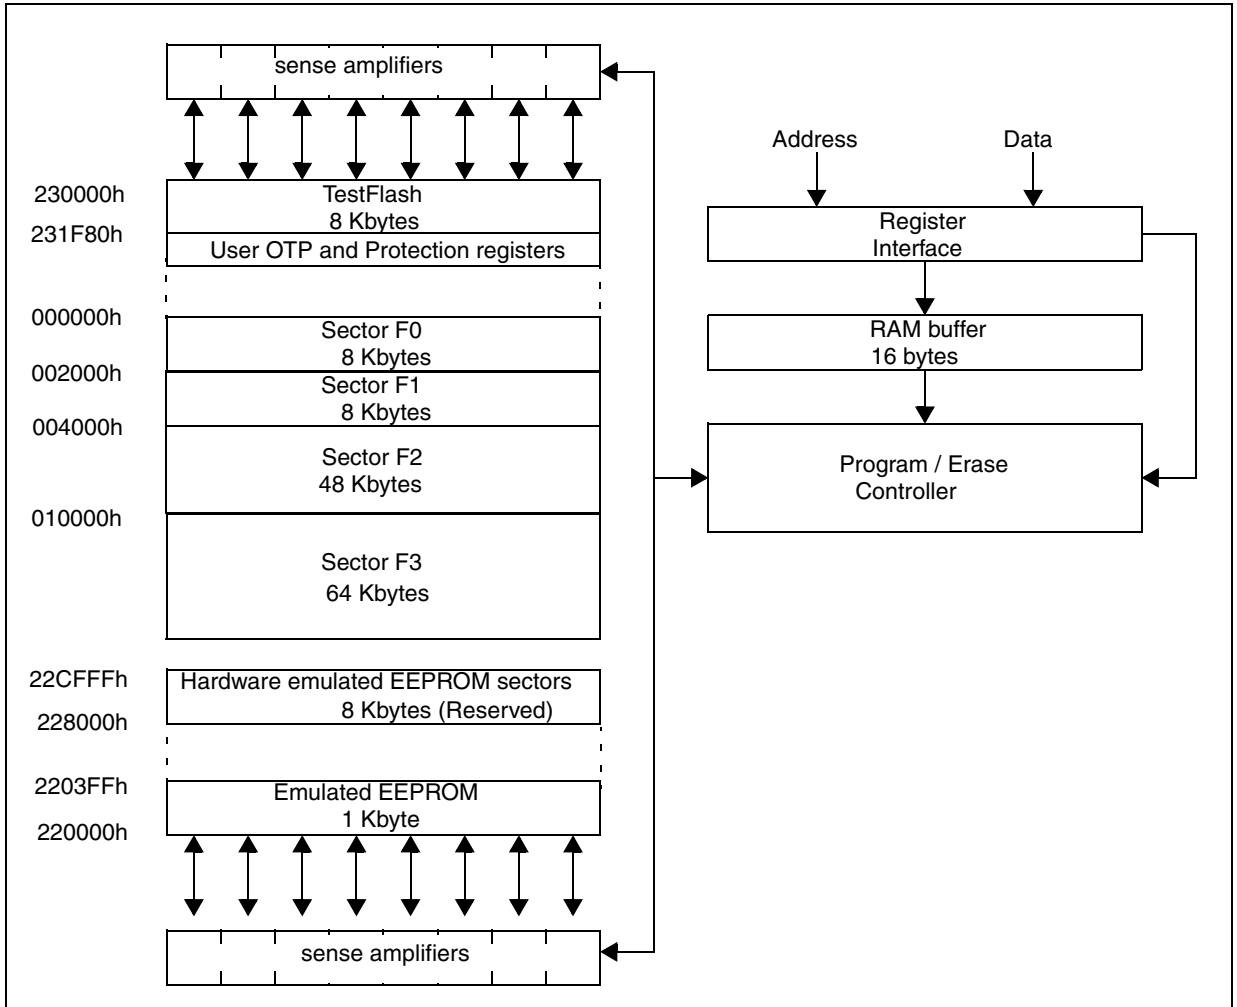 sense amplifiers
230000h
TestFlash
8 Kbytes
231F80h
User OTP and Protection registers
000000h
Sector F0
8 Kbytes
002000h
Sector F1
8 Kbytes
004000h
Sector F2
48 Kbytes
010000h
Sector F3
64 Kbytes
22CFFFh
Hardware emulated EEPROM sectors
8 Kbytes (Reserved)
228000h
2203FFh
Emulated EEPROM
1 Kbyte
220000h
sense amplifiers
Address
Data
Register
Interface
RAM buffer
16 bytes
Program / Erase
Controller